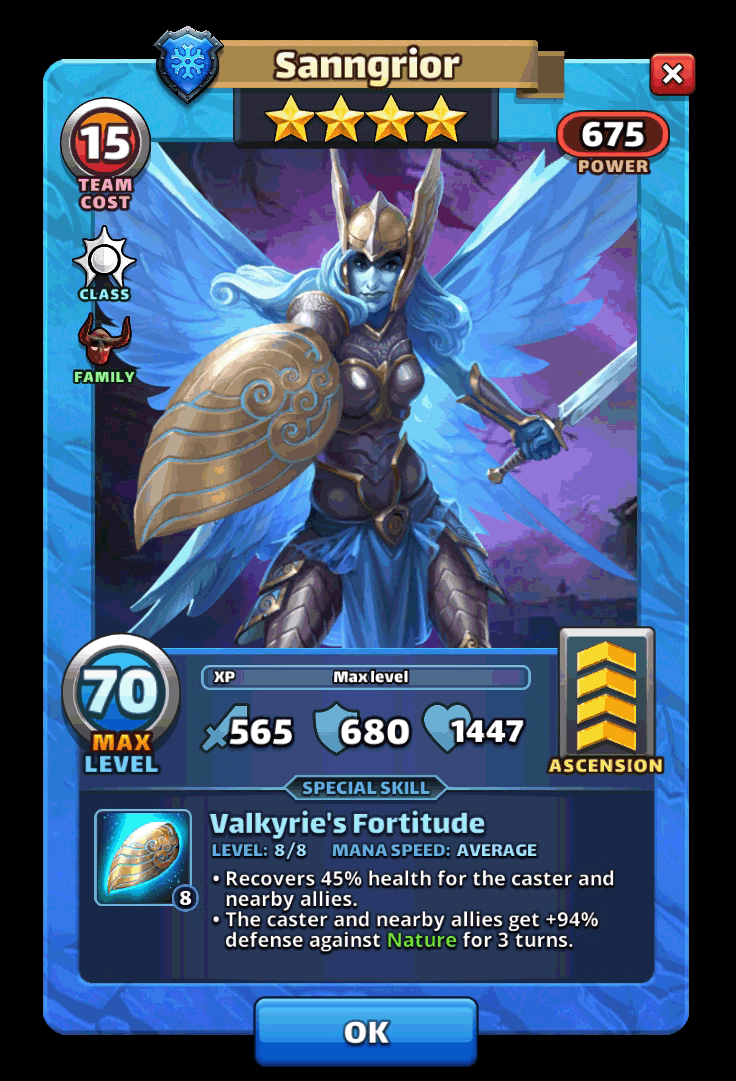 Sanngrior
15
TEAM
COST
675
POWER
CLASS
FAMILY
70
MAX
LEVEL
XP
Max level
565
680
1447
ASCENSION
SPECIAL SKILL
Valkyrie's Fortitude
LEVEL: 8/8 MANA SPEED: AVERAGE
8
• Recovers 45% health for the caster and
nearby allies.
• The caster and nearby allies get +94%
defense against Nature for 3 turns.
OK